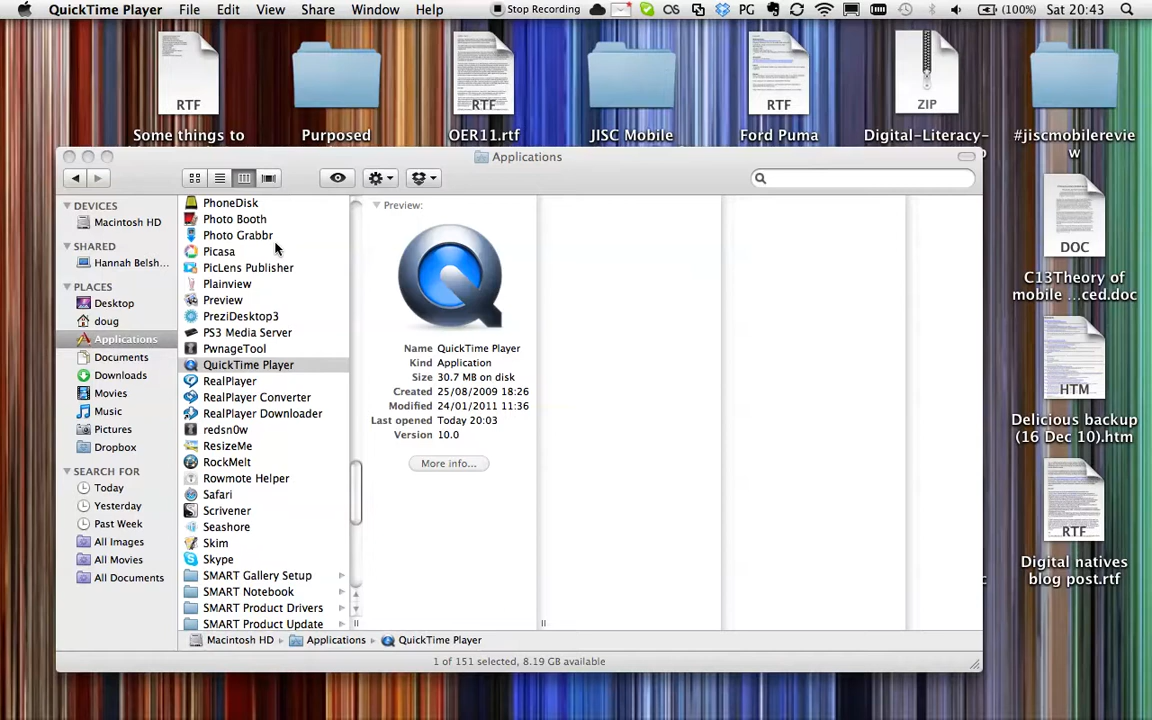 QuickTime Player File Edit View Share Window Help Stop Recording OS PG (100%) Sat 20:43
RTF
RTF
RTF
ZIP
Some things to
Purposed
OER11.rtf
JISC Mobile
Ford Puma
Digital-Literacy-
#jiscmobilerevie
w
Applications
DEVICES
Macintosh HD
SHARED
Hannah Belsh...
PLACES
Desktop
doug
Applications
Documents
Downloads
Movies
Music
Pictures
Dropbox
SEARCH FOR
Today
Yesterday
Past Week
All Images
All Movies
All Documents
PhoneDisk
Photo Booth
Photo Grabbr
Picasa
PicLens Publisher
Plainview
Preview
PreziDesktop3
PS3 Media Server
PwnageTool
QuickTime Player
RealPlayer
RealPlayer Converter
RealPlayer Downloader
redsn0w
ResizeMe
RockMelt
Rowmote Helper
Safari
Scrivener
Seashore
Skim
Skype
SMART Gallery Setup
SMART Notebook
SMART Product Drivers
SMART Product Update
Preview:
Name QuickTime Player
Kind Application
Size 30.7 MB on disk
Created 25/08/2009 18:26
Modified 24/01/2011 11:36
Last opened Today 20:03
Version 10.0
More info...
Macintosh HD Applications QuickTime Player
1 of 151 selected, 8.19 GB available
DOC
C13Theory of
mobile ...ced.doc
HTM
Delicious backup
(16 Dec 10).htm
RTF
Digital natives
blog post.rtf